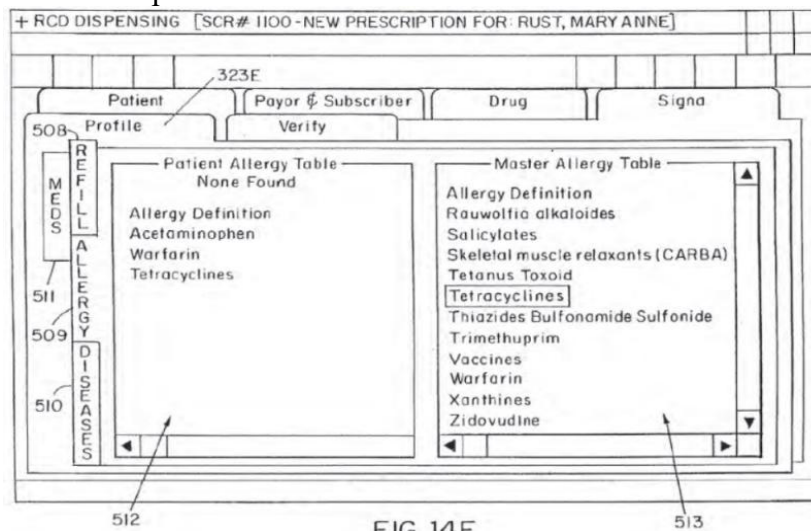 + RCD DISPENSING [SCR# 1100-NEW PRESCRIPTION FOR: RUST, MARY ANNE]
323E
Patient
Payor & Subscriber
Drug
Signa
Profile
Verify
508
REFILL
MEDS
ALLERGY
DISEASES
511
509
510
Patient Allergy Table
None Found
Allergy Definition
Acetaminophen
Warfarin
Tetracyclines
Master Allergy Table
Allergy Definition
Rauwolfia alkaloides
Salicylates
Skeletal muscle relaxants (CARBA)
Tetanus Toxoid
Tetracyclines
Thiazides Bulfonamide Sulfonide
Trimethuprim
Vaccines
Warfarin
Xanthines
Zidovudine
512
513